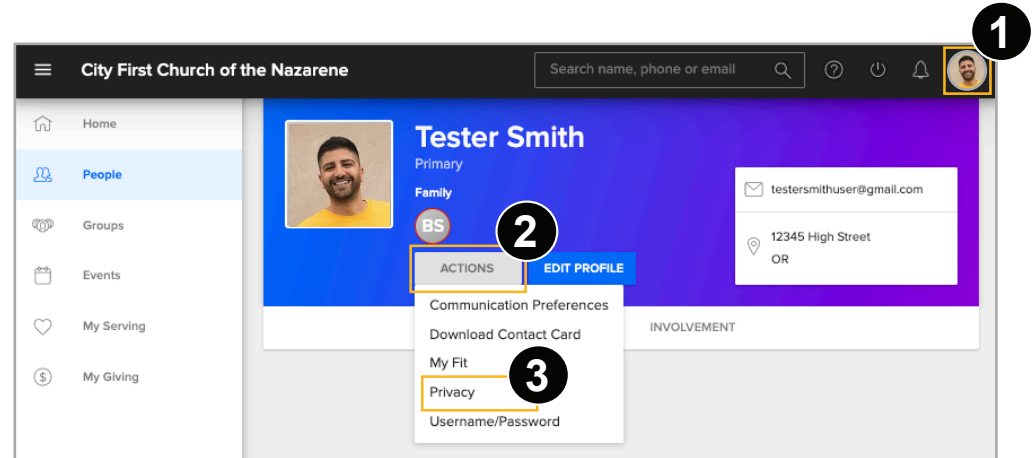 1
City First Church of the Nazarene
Search name, phone or email
Home
People
Groups
Events
My Serving
My Giving
Tester Smith
Primary
Family
BS
2
ACTIONS
EDIT PROFILE
testersmithuser@gmail.com
12345 High Street
OR
Communication Preferences
Download Contact Card
My Fit
Privacy
Username/Password
3
INVOLVEMENT